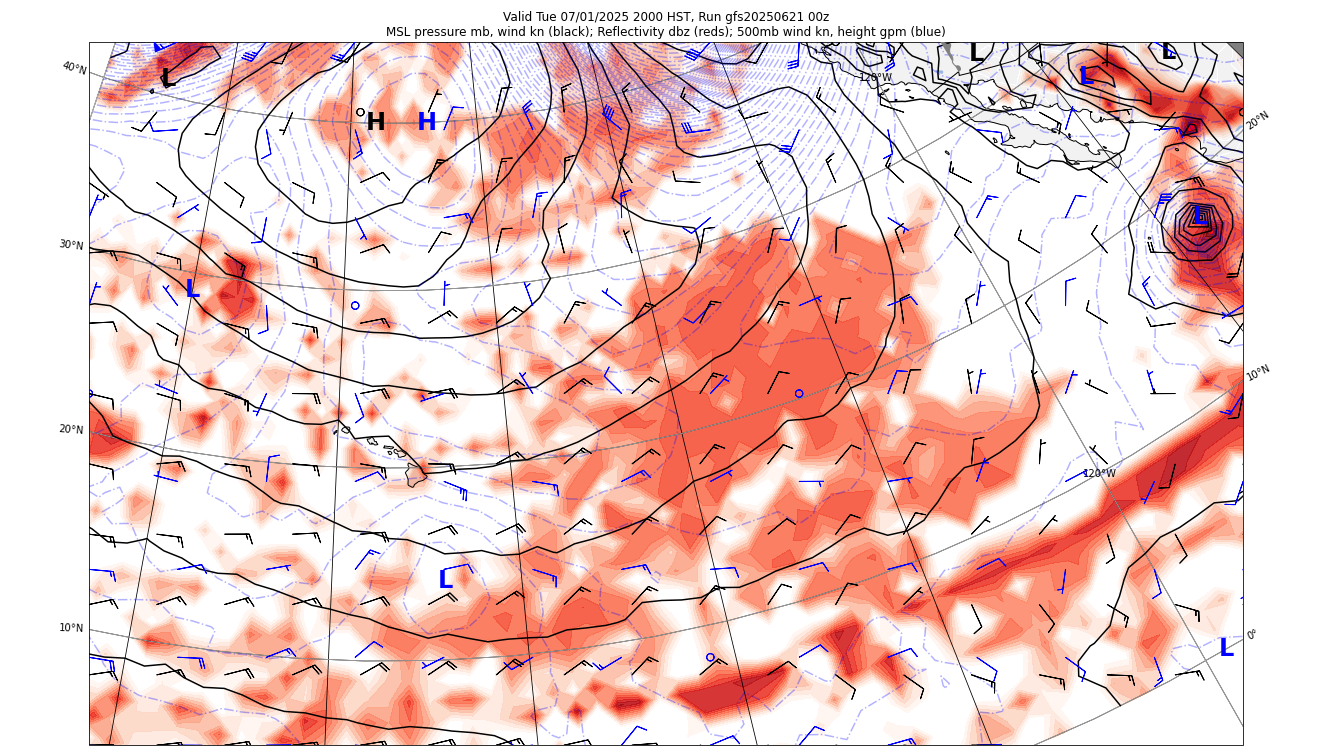 Valid Tue 07/01/2025 2000 HST, Run gfs20250621 00z
MSL pressure mb, wind kn (black); Reflectivity dbz (reds); 500mb wind kn, height gpm (blue)
L L L L
40°N 120°W
H H 20°N
L
30°N
L
10°N
20°N
120°W
L
10°N 0°
L